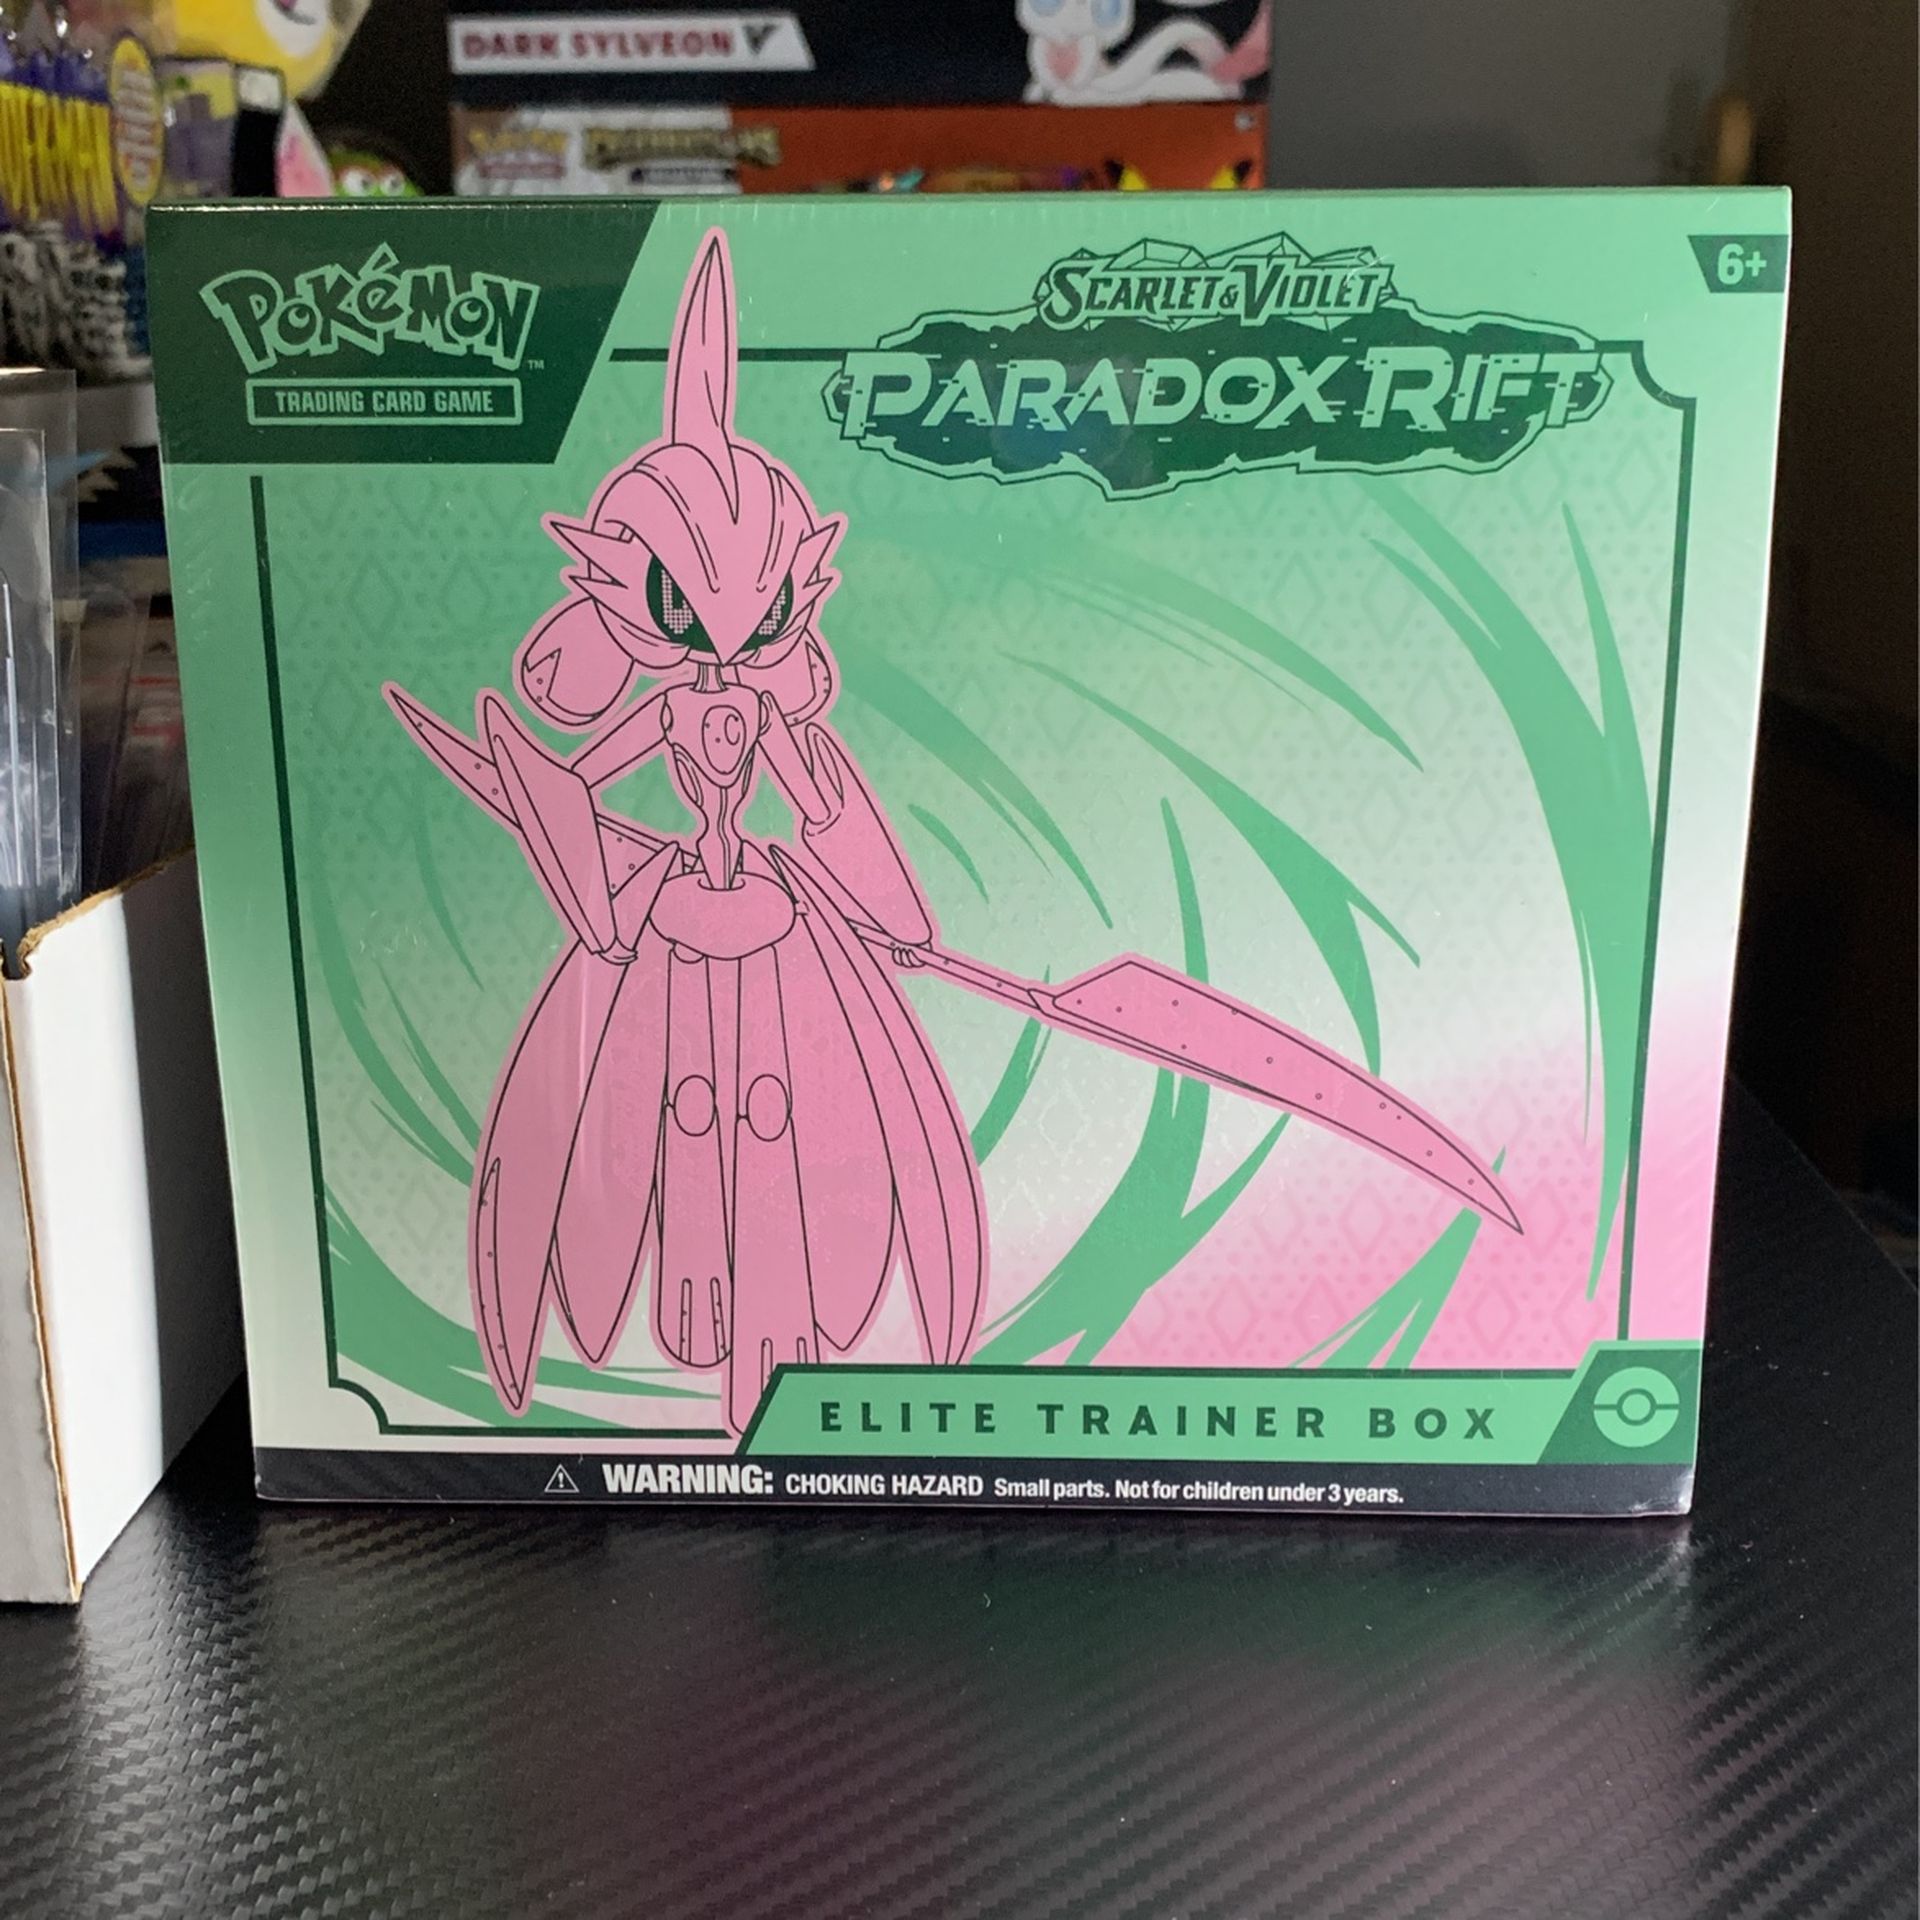 DARK SYLVEON V
POKéMON™
TRADING CARD GAME
SCARLET & VIOLET
PARADOX RIFT
6+
ELITE TRAINER BOX
⚠ WARNING: CHOKING HAZARD Small parts. Not for children under 3 years.